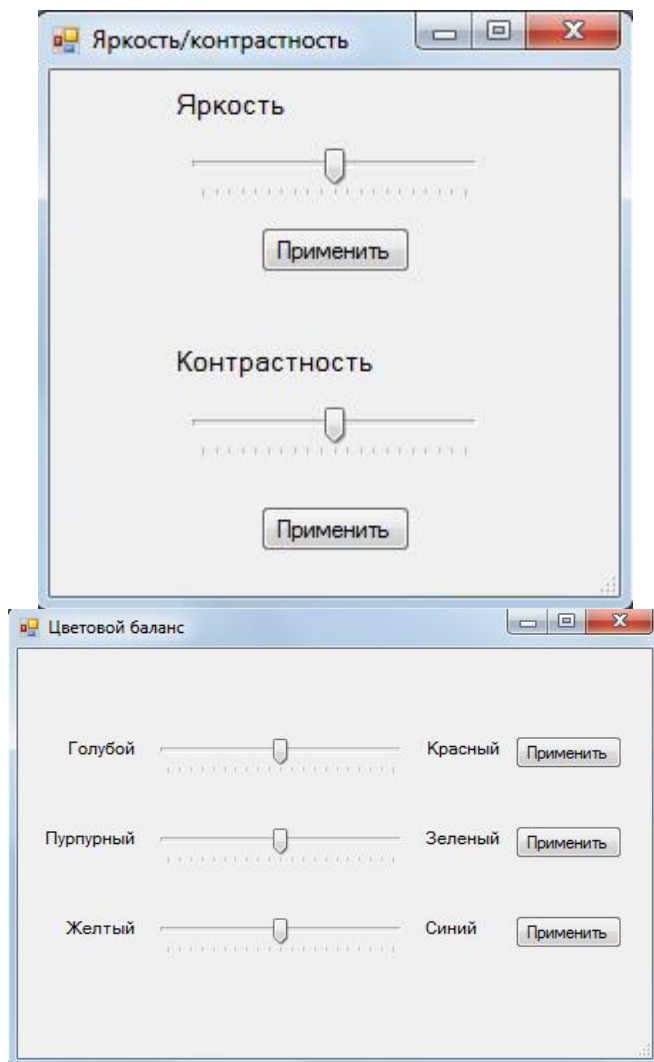 Яркость/контрастность
Яркость
Применить
Контрастность
Применить
Цветовой баланс
Голубой Красный Применить
Пурпурный Зеленый Применить
Желтый Синий Применить